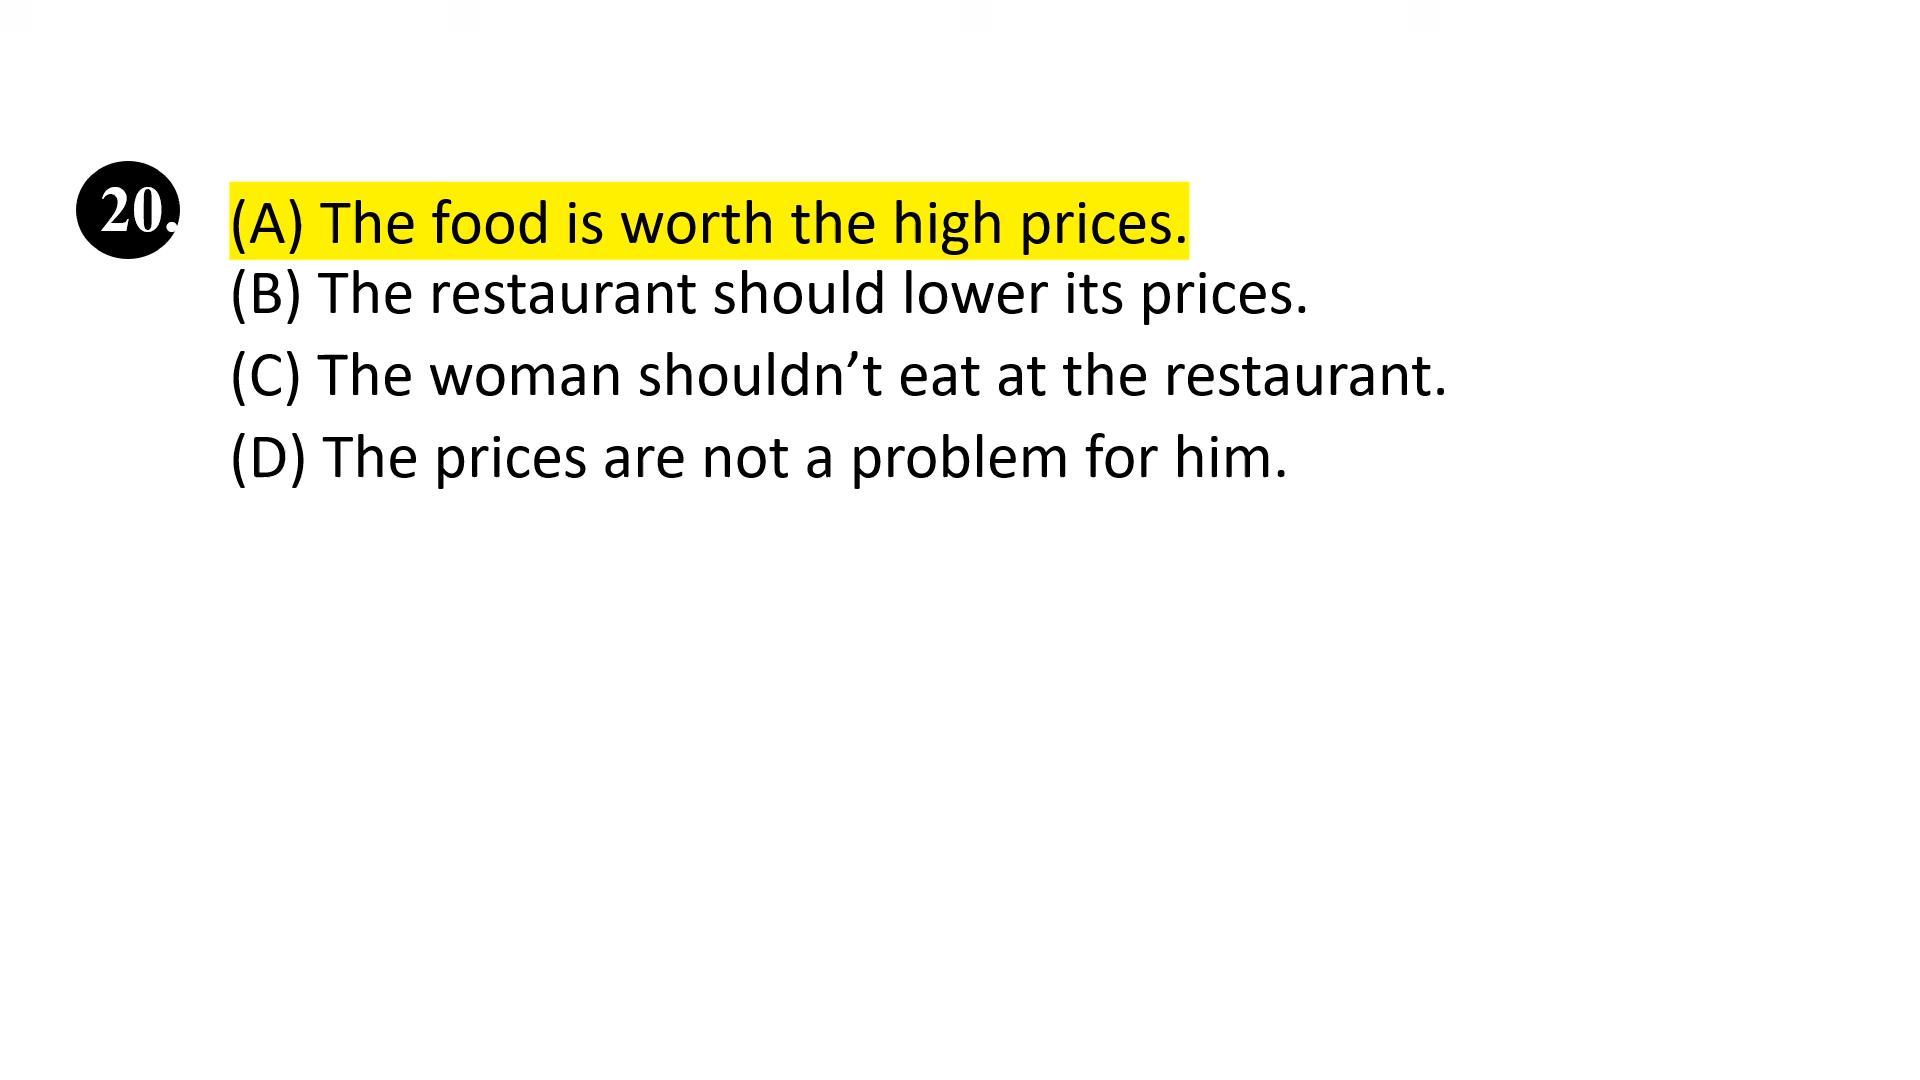 20. (A) The food is worth the high prices.
(B) The restaurant should lower its prices.
(C) The woman shouldn’t eat at the restaurant.
(D) The prices are not a problem for him.